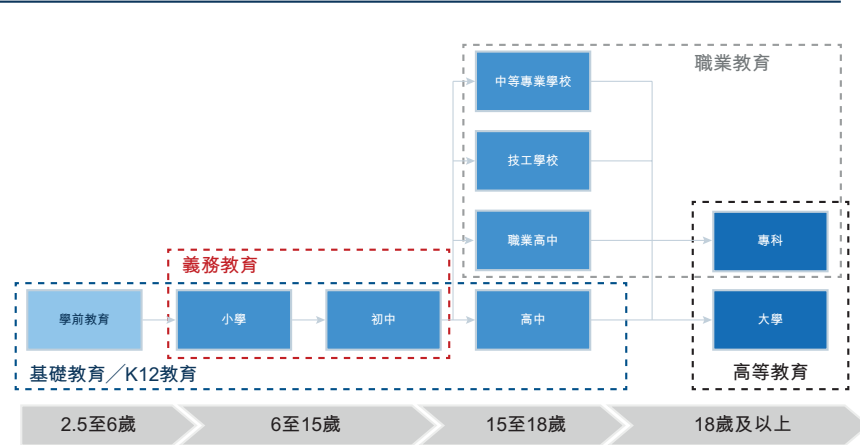 職業教育
中等專業學校
技工學校
職業高中
專科
義務教育
學前教育
小學
初中
高中
大學
基礎教育／K12教育
高等教育
2.5至6歲
6至15歲
15至18歲
18歲及以上